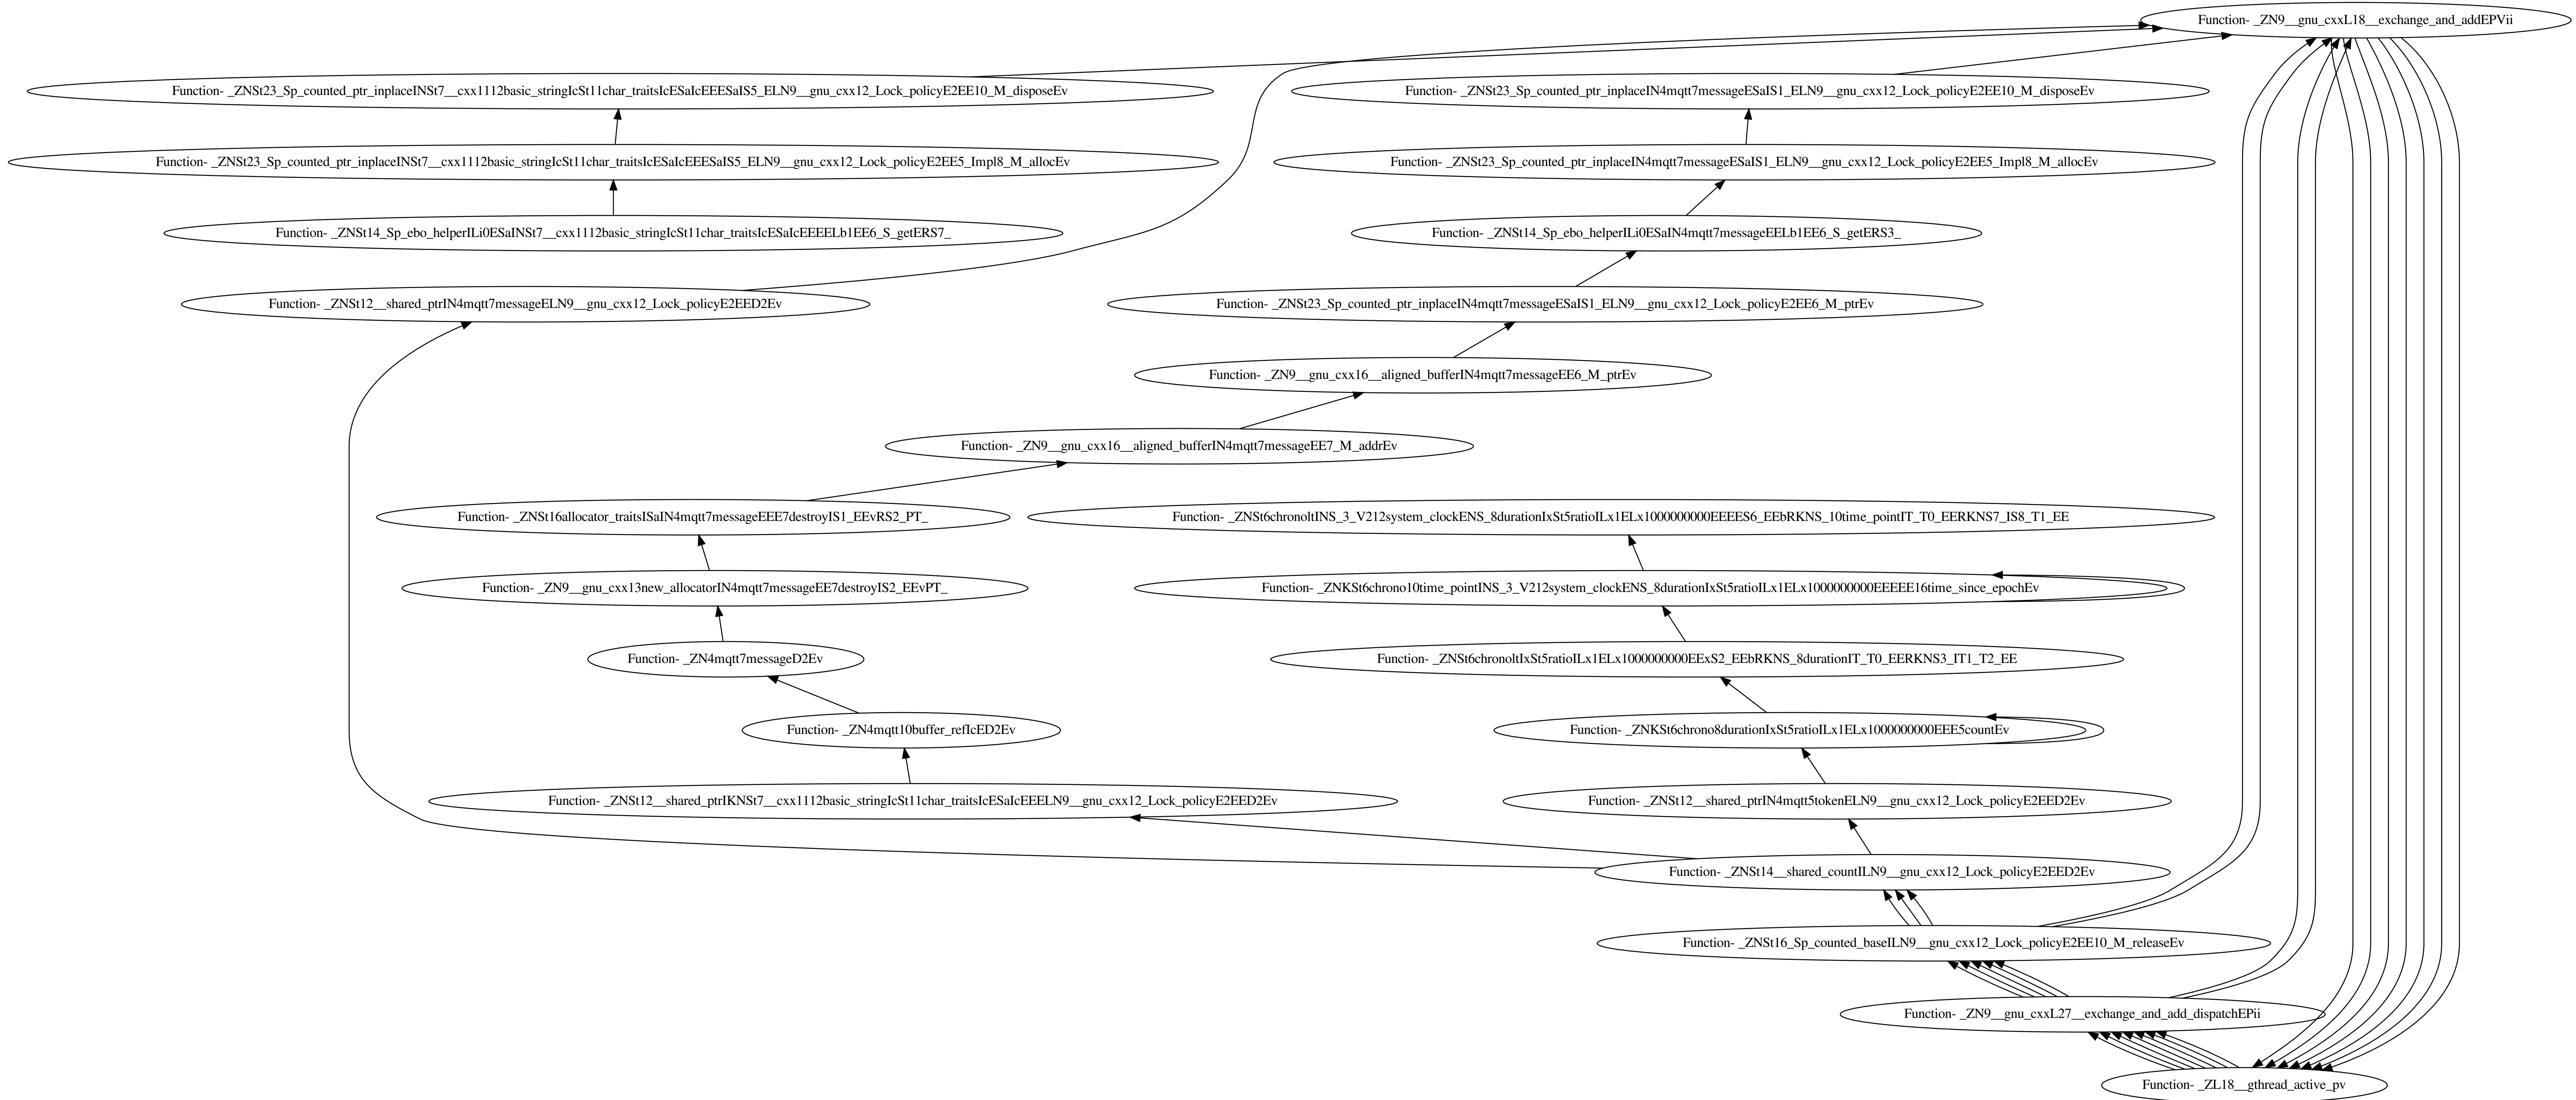 Function- _ZN9__gnu_cxxL18__exchange_and_addEPVii
Function- _ZNSt23_Sp_counted_ptr_inplaceINSt7__cxx1112basic_stringIcSt11char_traitsIcESaIcEEESaIS5_ELN9__gnu_cxx12_Lock_policyE2EE10_M_disposeEv
Function- _ZNSt23_Sp_counted_ptr_inplaceIN4mqtt7messageESaIS1_ELN9__gnu_cxx12_Lock_policyE2EE10_M_disposeEv
Function- _ZNSt23_Sp_counted_ptr_inplaceINSt7__cxx1112basic_stringIcSt11char_traitsIcESaIcEEESaIS5_ELN9__gnu_cxx12_Lock_policyE2EE5_Impl8_M_allocEv
Function- _ZNSt23_Sp_counted_ptr_inplaceIN4mqtt7messageESaIS1_ELN9__gnu_cxx12_Lock_policyE2EE5_Impl8_M_allocEv
Function- _ZNSt14_Sp_ebo_helperILi0ESaINSt7__cxx1112basic_stringIcSt11char_traitsIcESaIcEEEELb1EE6_S_getERS7_
Function- _ZNSt14_Sp_ebo_helperILi0ESaIN4mqtt7messageEELb1EE6_S_getERS3_
Function- _ZNSt12__shared_ptrIN4mqtt7messageELN9__gnu_cxx12_Lock_policyE2EED2Ev
Function- _ZNSt23_Sp_counted_ptr_inplaceIN4mqtt7messageESaIS1_ELN9__gnu_cxx12_Lock_policyE2EE6_M_ptrEv
Function- _ZN9__gnu_cxx16__aligned_bufferIN4mqtt7messageEE6_M_ptrEv
Function- _ZN9__gnu_cxx16__aligned_bufferIN4mqtt7messageEE7_M_addrEv
Function- _ZNSt16allocator_traitsISaIN4mqtt7messageEEE7destroyIS1_EEvRS2_PT_
Function- _ZNSt6chronoltINS_3_V212system_clockENS_8durationIxSt5ratioILx1ELx1000000000EEEES6_EEbRKNS_10time_pointIT_T0_EERKNS7_IS8_T1_EE
Function- _ZN9__gnu_cxx13new_allocatorIN4mqtt7messageEE7destroyIS2_EEvPT_
Function- _ZNKSt6chrono10time_pointINS_3_V212system_clockENS_8durationIxSt5ratioILx1ELx1000000000EEEEE16time_since_epochEv
Function- _ZN4mqtt7messageD2Ev
Function- _ZNSt6chronoltIxSt5ratioILx1ELx1000000000EExS2_EEbRKNS_8durationIT_T0_EERKNS3_IT1_T2_EE
Function- _ZN4mqtt10buffer_refIcED2Ev
Function- _ZNKSt6chrono8durationIxSt5ratioILx1ELx1000000000EEE5countEv
Function- _ZNSt12__shared_ptrIKNSt7__cxx1112basic_stringIcSt11char_traitsIcESaIcEEELN9__gnu_cxx12_Lock_policyE2EED2Ev
Function- _ZNSt12__shared_ptrIN4mqtt5tokenELN9__gnu_cxx12_Lock_policyE2EED2Ev
Function- _ZNSt14__shared_countILN9__gnu_cxx12_Lock_policyE2EED2Ev
Function- _ZNSt16_Sp_counted_baseILN9__gnu_cxx12_Lock_policyE2EE10_M_releaseEv
Function- _ZN9__gnu_cxxL27__exchange_and_add_dispatchEPii
Function- _ZL18__gthread_active_pv